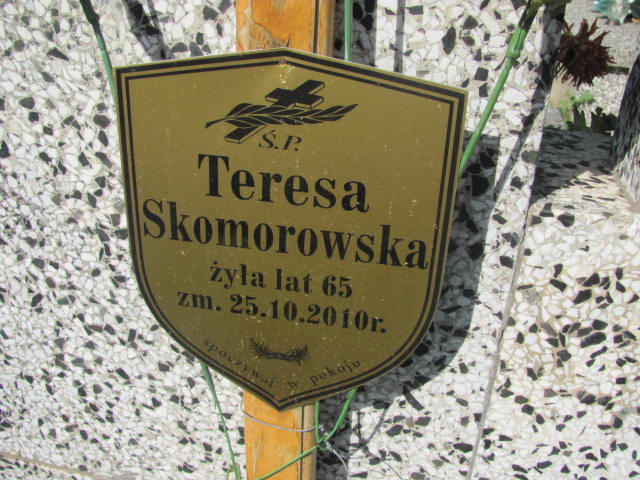 Ś.P.
Teresa
Skomorowska
żyła lat 65
zm. 25.10.2010r.
spoczywaj w pokoju